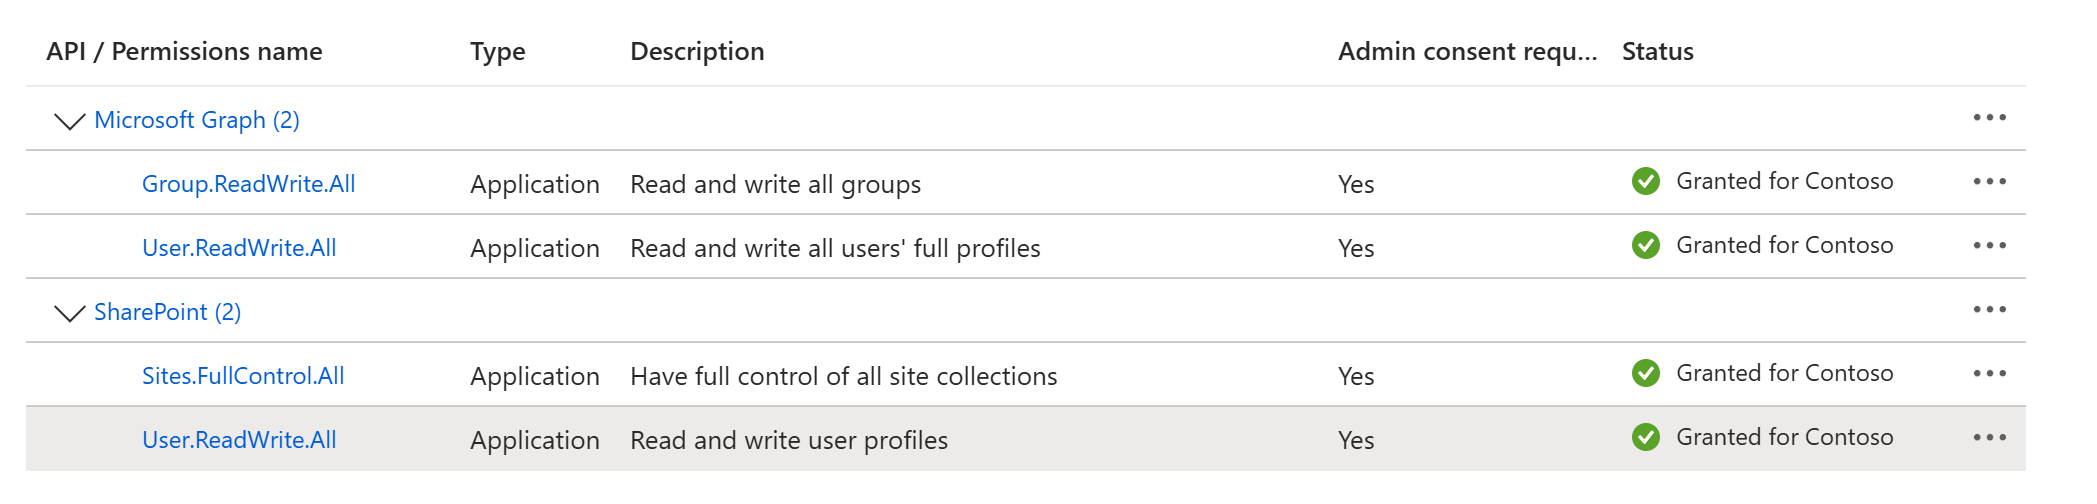 API / Permissions name Type Description Admin consent requ... Status
Microsoft Graph (2)
Group.ReadWrite.All Application Read and write all groups Yes Granted for Contoso
User.ReadWrite.All Application Read and write all users' full profiles Yes Granted for Contoso
SharePoint (2)
Sites.FullControl.All Application Have full control of all site collections Yes Granted for Contoso
User.ReadWrite.All Application Read and write user profiles Yes Granted for Contoso